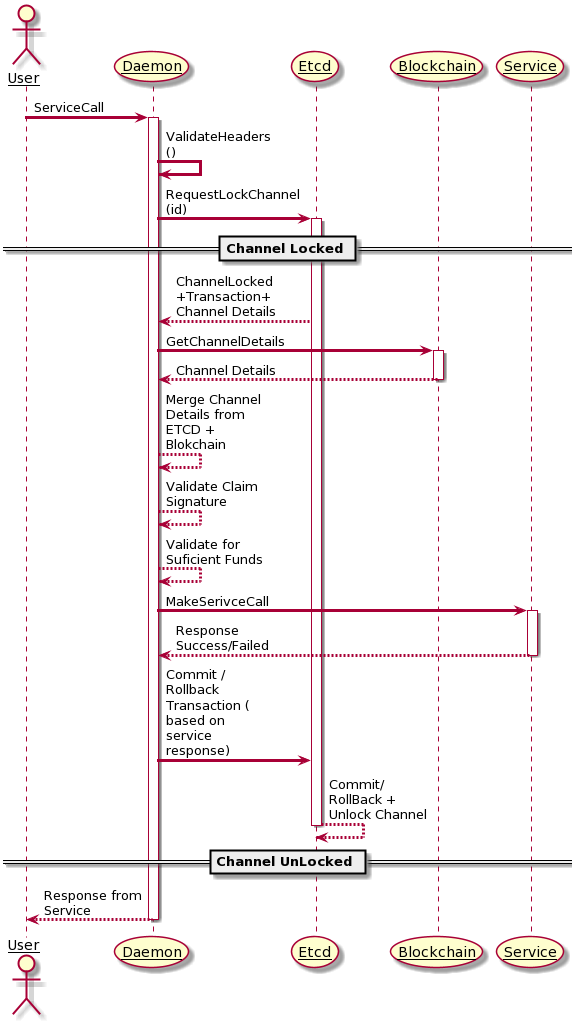 User
Daemon
Etcd
Blockchain
Service
ServiceCall
ValidateHeaders
()
RequestLockChannel
(id)
Channel Locked
ChannelLocked
+Transaction+
Channel Details
GetChannelDetails
Channel Details
Merge Channel
Details from
ETCD +
Blokchain
Validate Claim
Signature
Validate for
Suficient Funds
MakeSerivceCall
Response
Success/Failed
Commit /
Rollback
Transaction (
based on
service
response)
Commit/
RollBack +
Unlock Channel
Channel UnLocked
Response from
Service
User
Daemon
Etcd
Blockchain
Service